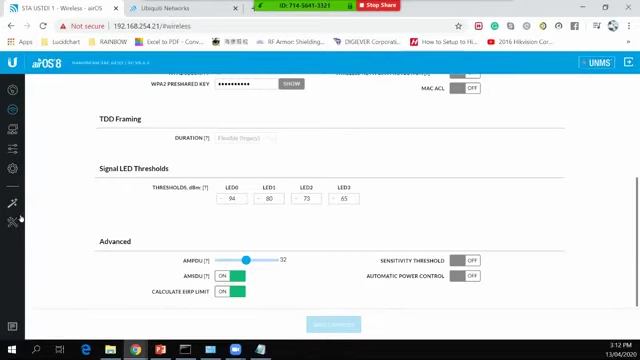 ID: 714-5641-3321
Stop Share
STA USTDI 1 - Wireless - airOS
Ubiquiti Networks
Not secure
192.168.254.21/#wireless
Apps
Lucidchart
RAINBOW
Excel to PDF - Conv...
RF Armor: Shielding...
DIGIEVER Corporatio...
How to Setup to Hi...
2016 Hikvision Corp...
airOS 8
UNMS
WPA2 PRESHARED KEY
SHOW
MAC ACL
OFF
TDD Framing
DURATION [?]
Flexible (legacy)
Signal LED Thresholds
LED0 LED1 LED2 LED3
THRESHOLDS, dBm: [?]
- 94 - 80 - 73 - 65
Advanced
AMPDU [?]
32
SENSITIVITY THRESHOLD
OFF
AMSDU [?]
ON
AUTOMATIC POWER CONTROL
OFF
CALCULATE EIRP LIMIT
ON
SAVE CHANGES
3:12 PM
13/04/2020